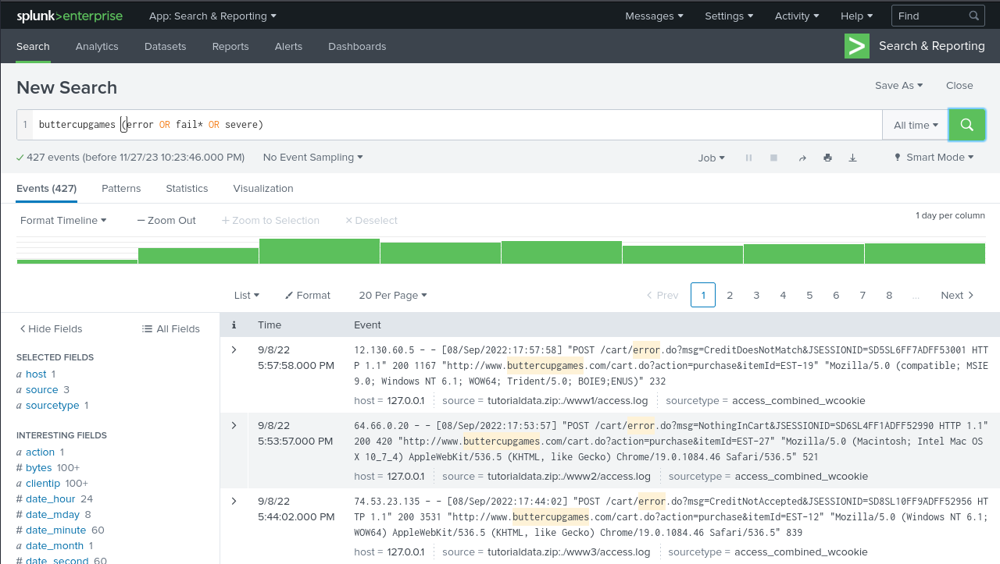 splunk>enterprise App: Search & Reporting Messages Settings Activity Help Find
Search Analytics Datasets Reports Alerts Dashboards Search & Reporting
New Search Save As Close
1 buttercupgames (error OR fail* OR severe) All time
427 events (before 11/27/23 10:23:46.000 PM) No Event Sampling Job Smart Mode
Events (427) Patterns Statistics Visualization
Format Timeline — Zoom Out + Zoom to Selection × Deselect 1 day per column
List Format 20 Per Page < Prev 1 2 3 4 5 6 7 8 ... Next >
< Hide Fields All Fields
SELECTED FIELDS
a host 1
a source 3
a sourcetype 1
INTERESTING FIELDS
a action 1
# bytes 100+
a clientip 100+
# date_hour 24
# date_mday 8
# date_minute 60
a date_month 1
# date_second 60
i Time Event
> 9/8/22
5:57:58.000 PM
12.130.60.5 - - [08/Sep/2022:17:57:58] "POST /cart/error.do?msg=CreditDoesNotMatch&JSESSIONID=SD5SL6FF7ADFF53001 HTT
P 1.1" 200 1167 "http://www.buttercupgames.com/cart.do?action=purchase&itemId=EST-19" "Mozilla/5.0 (compatible; MSIE
9.0; Windows NT 6.1; WOW64; Trident/5.0; BOIE9;ENUS)" 232
host = 127.0.0.1 source = tutorialdata.zip:./www1/access.log sourcetype = access_combined_wcookie
> 9/8/22
5:53:57.000 PM
64.66.0.20 - - [08/Sep/2022:17:53:57] "POST /cart/error.do?msg=NothingInCart&JSESSIONID=SD6SL4FF1ADFF52990 HTTP 1.1"
200 420 "http://www.buttercupgames.com/cart.do?action=purchase&itemId=EST-27" "Mozilla/5.0 (Macintosh; Intel Mac OS
X 10_7_4) AppleWebKit/536.5 (KHTML, like Gecko) Chrome/19.0.1084.46 Safari/536.5" 521
host = 127.0.0.1 source = tutorialdata.zip:./www2/access.log sourcetype = access_combined_wcookie
> 9/8/22
5:44:02.000 PM
74.53.23.135 - - [08/Sep/2022:17:44:02] "POST /cart/error.do?msg=CreditNotAccepted&JSESSIONID=SD8SL10FF9ADFF52956 HT
TP 1.1" 200 3531 "http://www.buttercupgames.com/cart.do?action=purchase&itemId=EST-12" "Mozilla/5.0 (Windows NT 6.1;
WOW64) AppleWebKit/536.5 (KHTML, like Gecko) Chrome/19.0.1084.46 Safari/536.5" 839
host = 127.0.0.1 source = tutorialdata.zip:./www3/access.log sourcetype = access_combined_wcookie